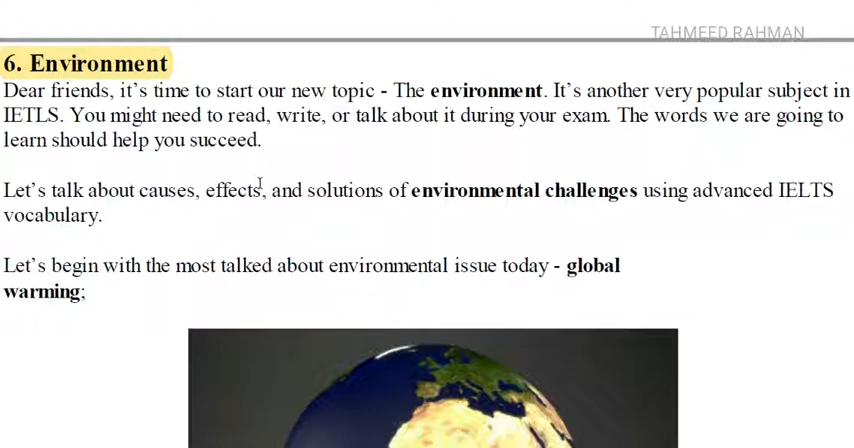 TAHMEED RAHMAN
6. Environment
Dear friends, it's time to start our new topic - The environment. It's another very popular subject in
IETLS. You might need to read, write, or talk about it during your exam. The words we are going to
learn should help you succeed.
Let's talk about causes, effects, and solutions of environmental challenges using advanced IELTS
vocabulary.
Let's begin with the most talked about environmental issue today - global
warming;